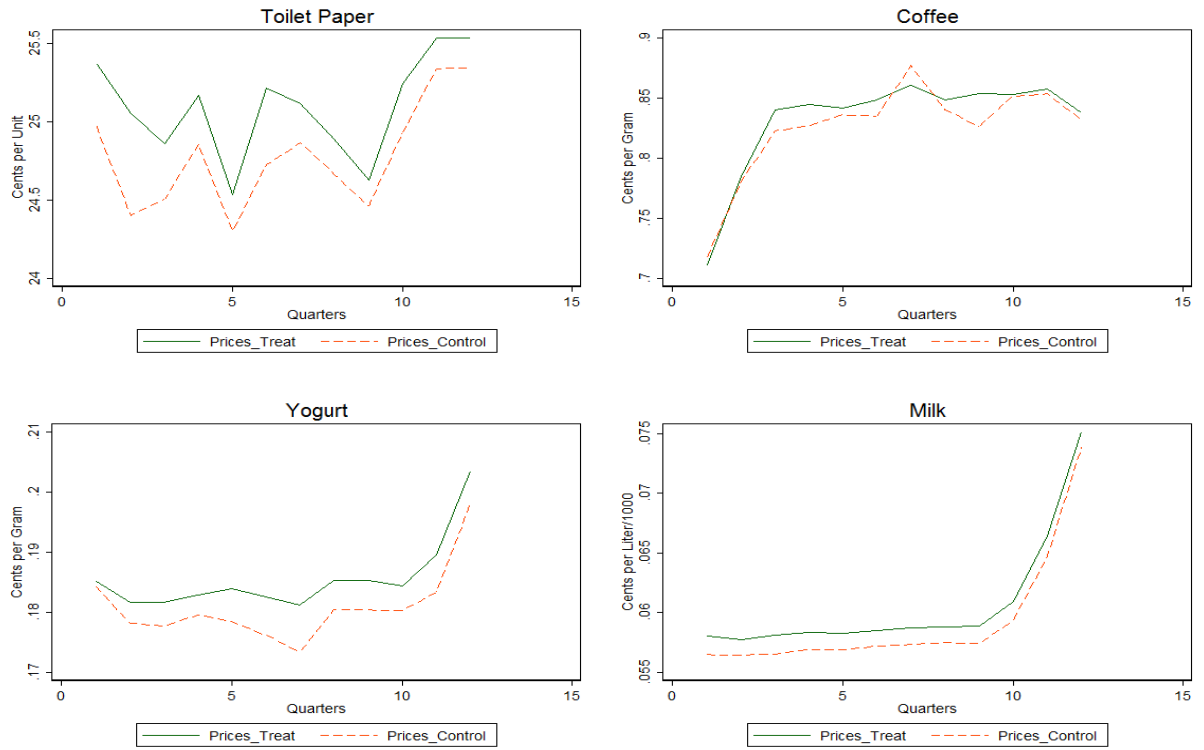 Toilet Paper
Cents per Unit
25.5
25
24.5
24
0 5 10 15
Quarters
Prices_Treat Prices_Control
Coffee
Cents per Gram
.9
.85
.8
.75
.7
0 5 10 15
Quarters
Prices_Treat Prices_Control
Yogurt
Cents per Gram
.21
.2
.19
.18
.17
0 5 10 15
Quarters
Prices_Treat Prices_Control
Milk
Cents per Liter/1000
.075
.07
.065
.06
.055
0 5 10 15
Quarters
Prices_Treat Prices_Control